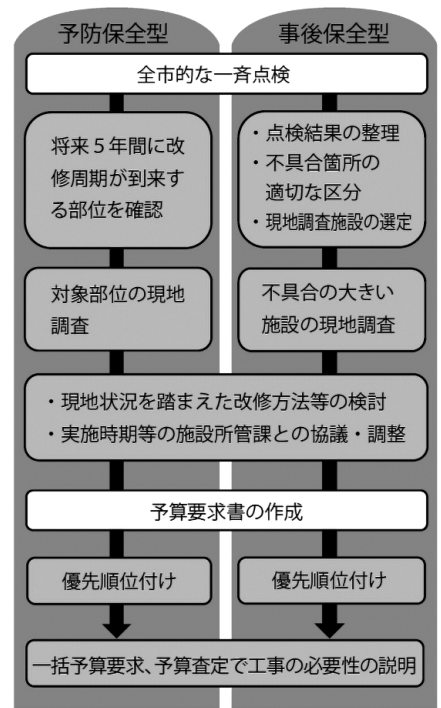 予防保全型
事後保全型
全市的な一斉点検
将来5年間に改
修周期が到来す
る部位を確認
・点検結果の整理
・不具合箇所の
適切な区分
・現地調査施設の選定
対象部位の現地
調査
不具合の大きい
施設の現地調査
・現地状況を踏まえた改修方法等の検討
・実施時期等の施設所管課との協議・調整
予算要求書の作成
優先順位付け
優先順位付け
一括予算要求、予算査定で工事の必要性の説明